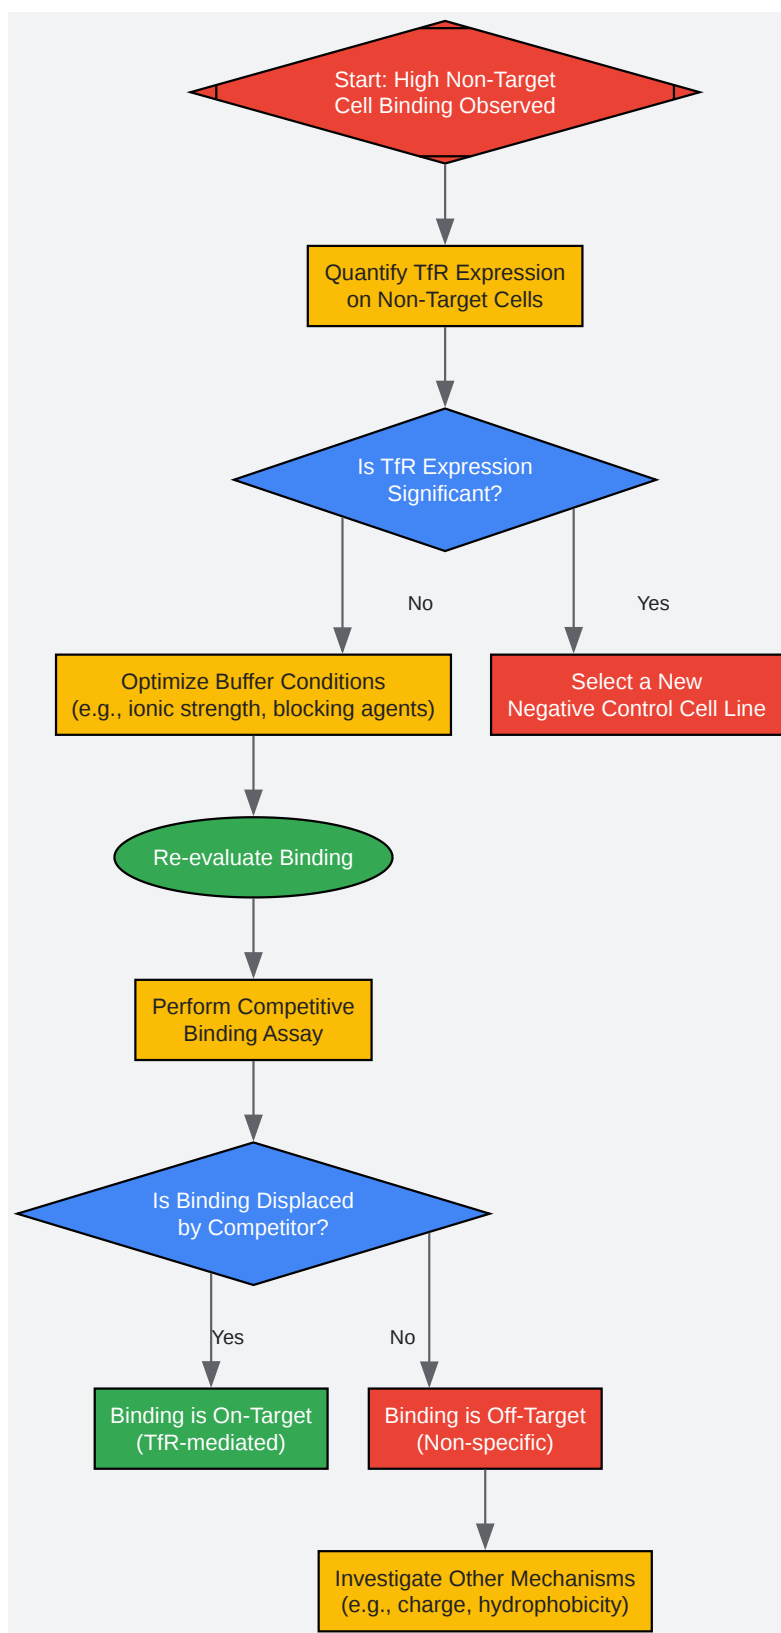 Start: High Non-Target
Cell Binding Observed
Quantify TfR Expression
on Non-Target Cells
Is TfR Expression
Significant?
No
Yes
Optimize Buffer Conditions
(e.g., ionic strength, blocking agents)
Select a New
Negative Control Cell Line
Re-evaluate Binding
Perform Competitive
Binding Assay
Is Binding Displaced
by Competitor?
Yes
No
Binding is On-Target
(TfR-mediated)
Binding is Off-Target
(Non-specific)
Investigate Other Mechanisms
(e.g., charge, hydrophobicity)